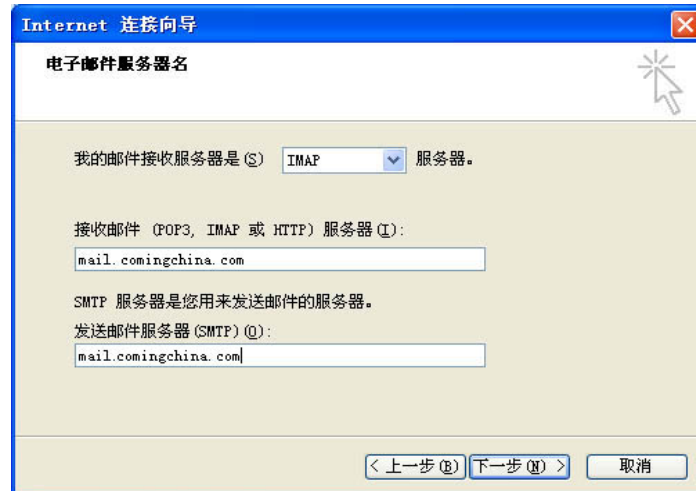 Internet 连接向导
电子邮件服务器名
我的邮件接收服务器是(S) IMAP 服务器。
接收邮件 (POP3, IMAP 或 HTTP) 服务器(I):
mail.comingchina.com
SMTP 服务器是您用来发送邮件的服务器。
发送邮件服务器(SMTP)(O):
mail.comingchina.com
< 上一步(B) 下一步(N) > 取消